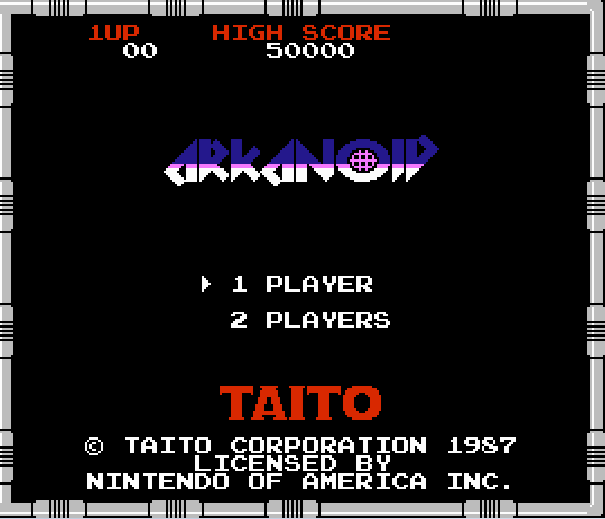 1UP HIGH SCORE
00 50000
ARKANOID
1 PLAYER
2 PLAYERS
TAITO
© TAITO CORPORATION 1987
LICENSED BY
NINTENDO OF AMERICA INC.